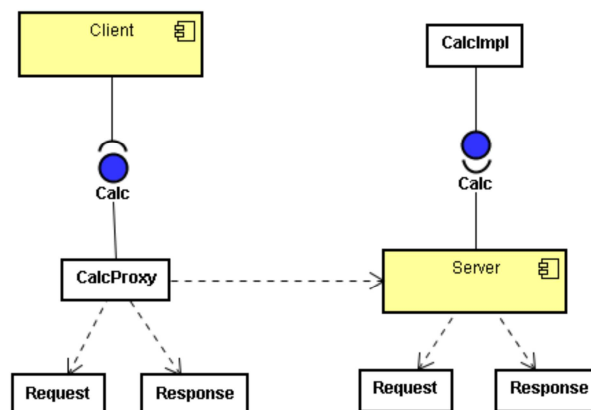 Client
CalcImpl
Calc
Calc
CalcProxy
Server
Request
Response
Request
Response